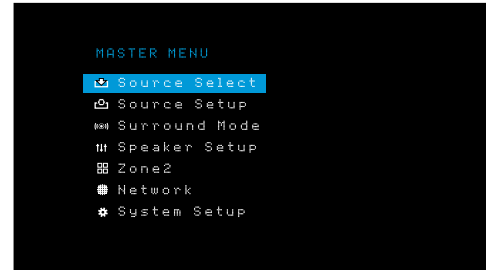 MASTER MENU
Source Select
Source Setup
Surround Mode
Speaker Setup
Zone2
Network
System Setup